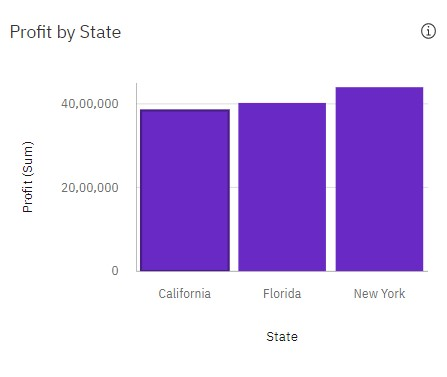 Profit by State
Profit (Sum)
40,00,000
20,00,000
0
California Florida New York
State